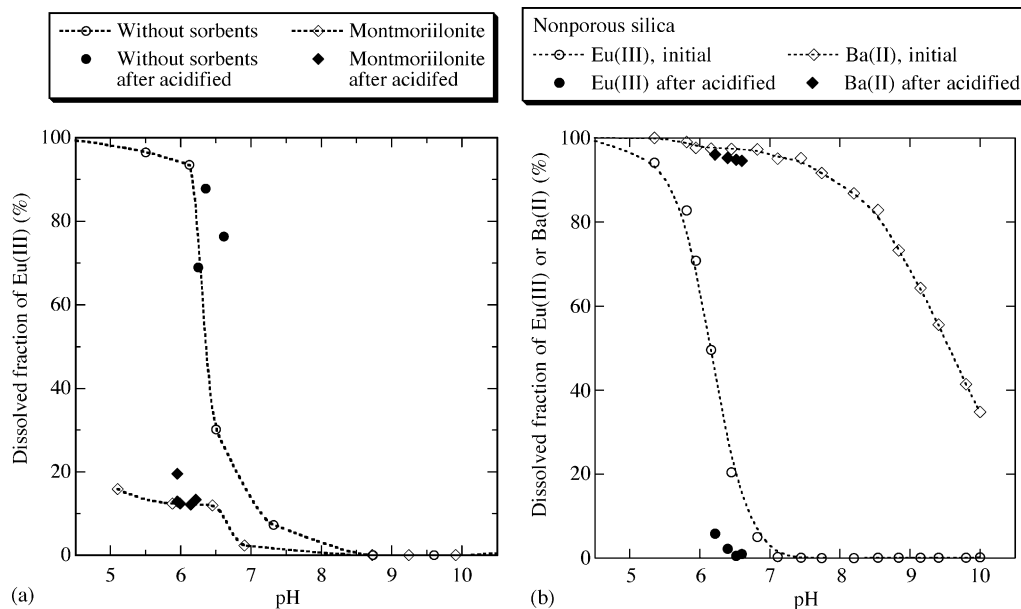 Without sorbents
Montmoriilonite
Without sorbents
after acidified
Montmoriilonite
after acidifed
Nonporous silica
Eu(III), initial
Ba(II), initial
Eu(III) after acidified
Ba(II) after acidified
Dissolved fraction of Eu(III) (%)
100
80
60
40
20
0
5
6
7
8
9
10
pH
(a)
Dissolved fraction of Eu(III) or Ba(II) (%)
100
80
60
40
20
0
5
6
7
8
9
10
pH
(b)